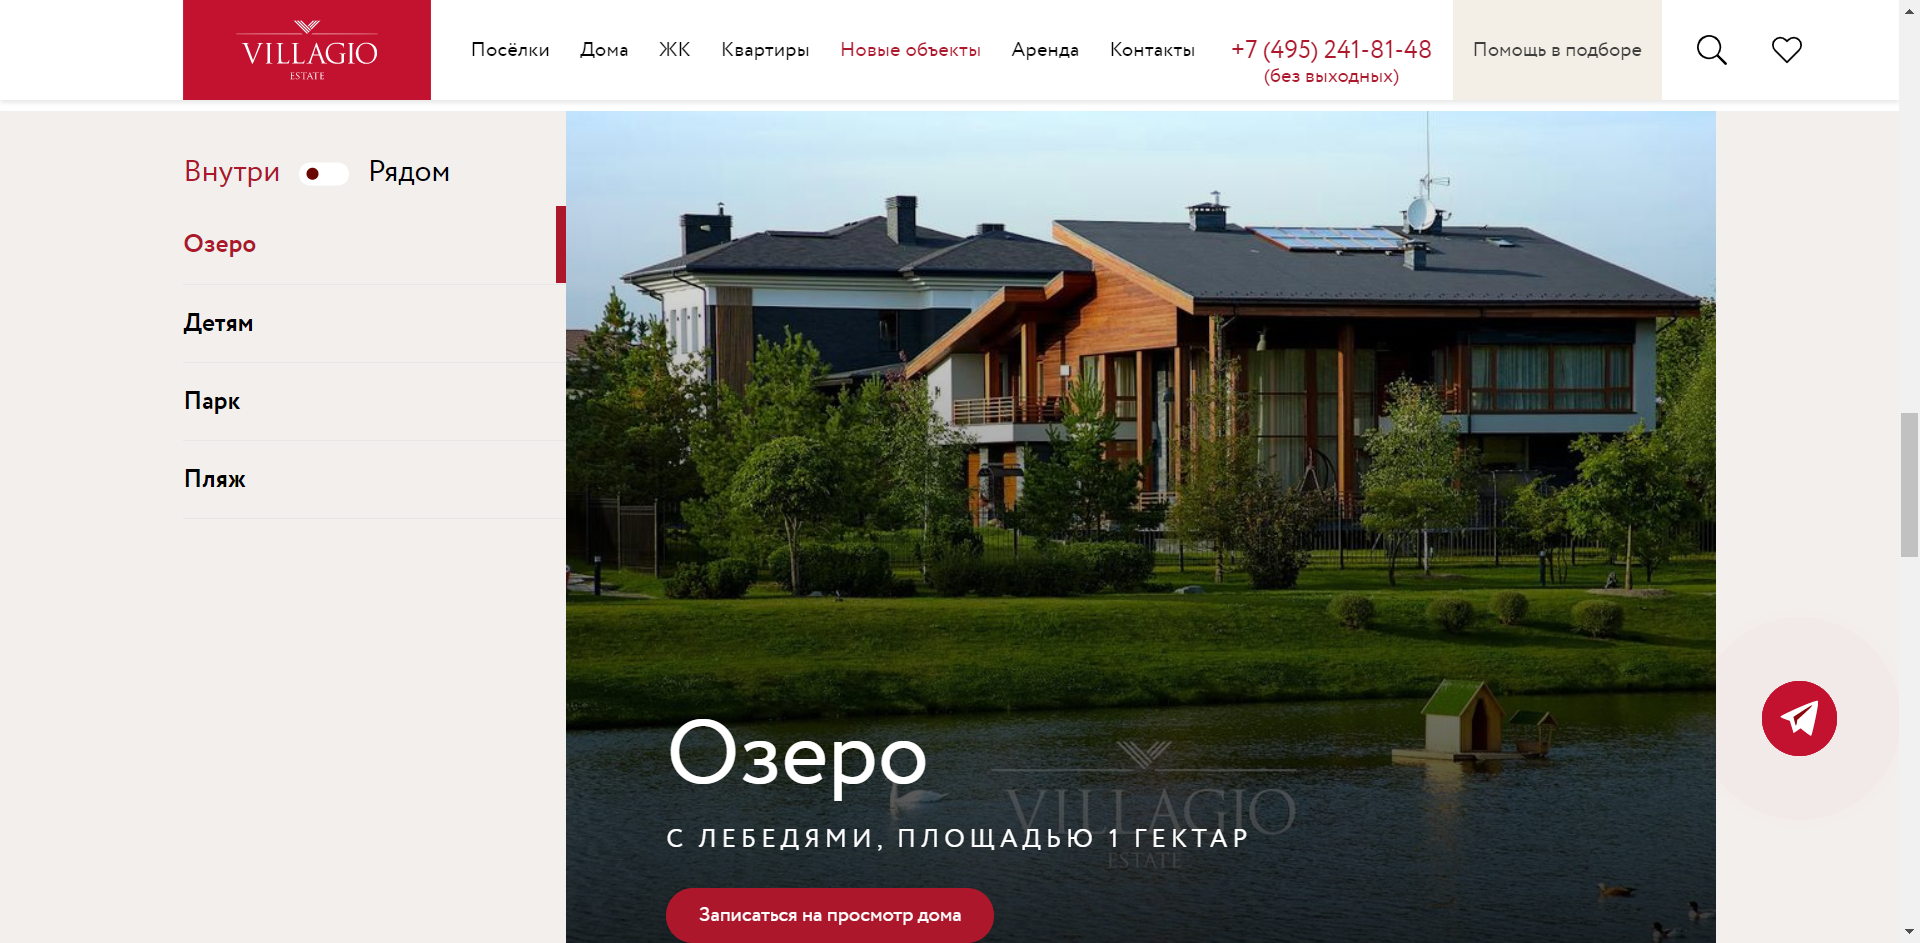 VILLAGIO
ESTATE
Посёлки
Дома
ЖК
Квартиры
Новые объекты
Аренда
Контакты
+7 (495) 241-81-48
(без выходных)
Помощь в подборе
Внутри
Рядом
Озеро
Детям
Парк
Пляж
Озеро
VILLAGIO
ESTATE
С ЛЕБЕДЯМИ, ПЛОЩАДЬЮ 1 ГЕКТАР
Записаться на просмотр дома